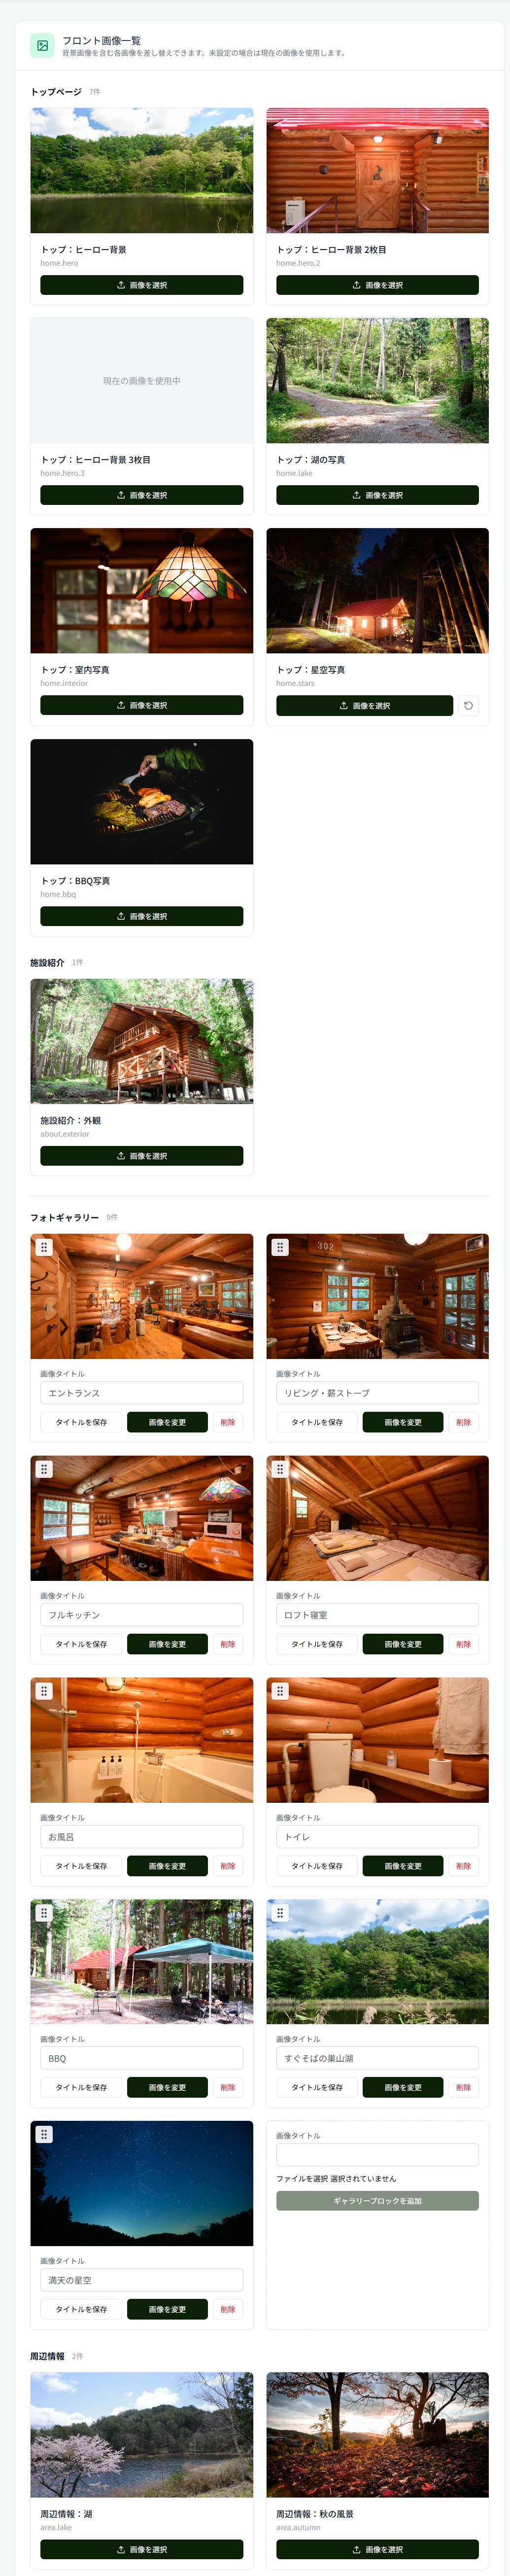 フロント画像一覧
背景画像を含む各画像を差し替えできます。未設定の場合は現在の画像を使用します。
トップページ 7件
トップ：ヒーロー背景
home.hero
画像を選択
トップ：ヒーロー背景 2枚目
home.hero.2
画像を選択
現在の画像を使用中
トップ：ヒーロー背景 3枚目
home.hero.3
画像を選択
トップ：湖の写真
home.lake
画像を選択
トップ：室内写真
home.interior
画像を選択
トップ：星空写真
home.stars
画像を選択
トップ：BBQ写真
home.bbq
画像を選択
施設紹介 1件
施設紹介：外観
about.exterior
画像を選択
フォトギャラリー 9件
画像タイトル
エントランス
タイトルを保存 画像を変更 削除
302
画像タイトル
リビング・薪ストーブ
タイトルを保存 画像を変更 削除
画像タイトル
フルキッチン
タイトルを保存 画像を変更 削除
画像タイトル
ロフト寝室
タイトルを保存 画像を変更 削除
画像タイトル
お風呂
タイトルを保存 画像を変更 削除
画像タイトル
トイレ
タイトルを保存 画像を変更 削除
画像タイトル
BBQ
タイトルを保存 画像を変更 削除
画像タイトル
すぐそばの巣山湖
タイトルを保存 画像を変更 削除
画像タイトル
満天の星空
タイトルを保存 画像を変更 削除
画像タイトル
ファイルを選択 選択されていません
ギャラリーブロックを追加
周辺情報 2件
周辺情報：湖
area.lake
画像を選択
周辺情報：秋の風景
area.autumn
画像を選択